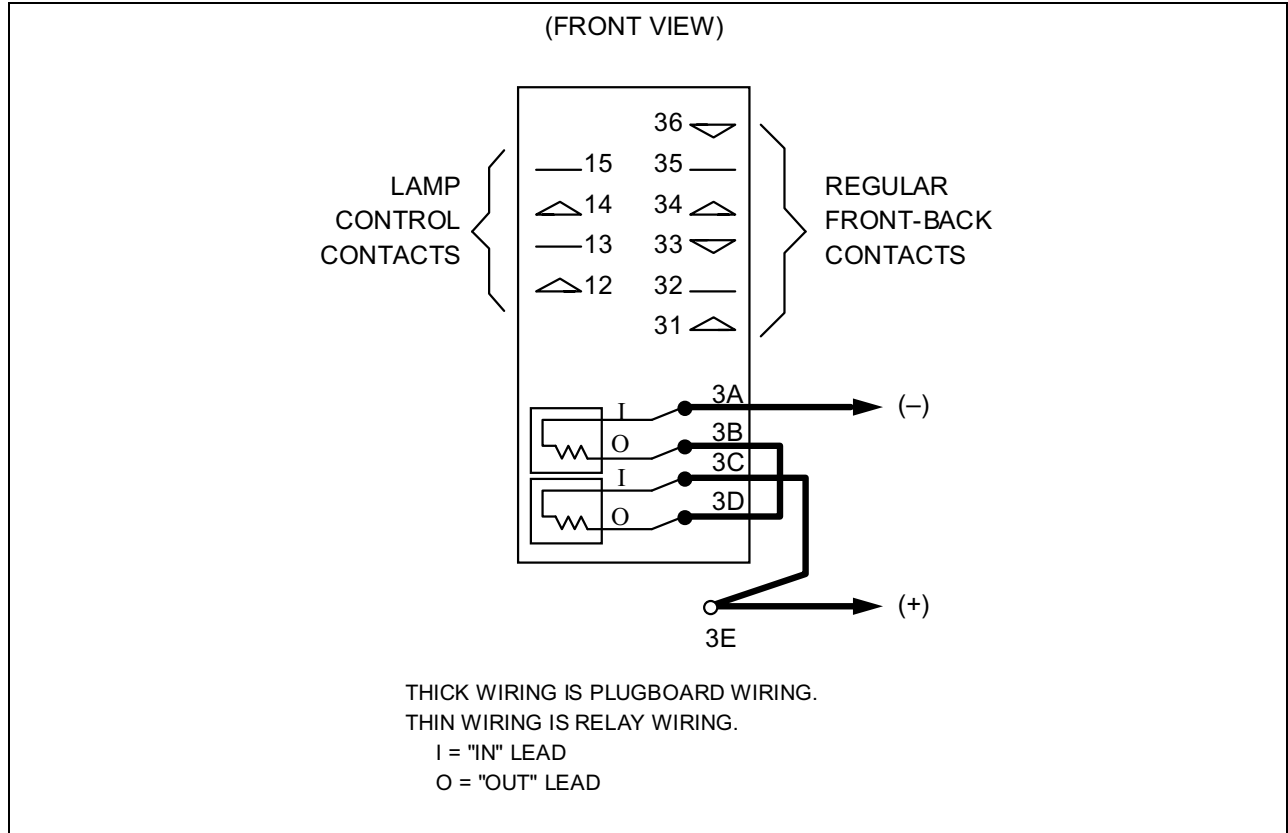 (FRONT VIEW)
36
15
35
LAMP
CONTROL
CONTACTS
14
34
13
33
12
32
31
REGULAR
FRONT-BACK
CONTACTS
3A
I
(–)
3B
O
3C
I
3D
O
(+)
3E
THICK WIRING IS PLUGBOARD WIRING.
THIN WIRING IS RELAY WIRING.
I = "IN" LEAD
O = "OUT" LEAD